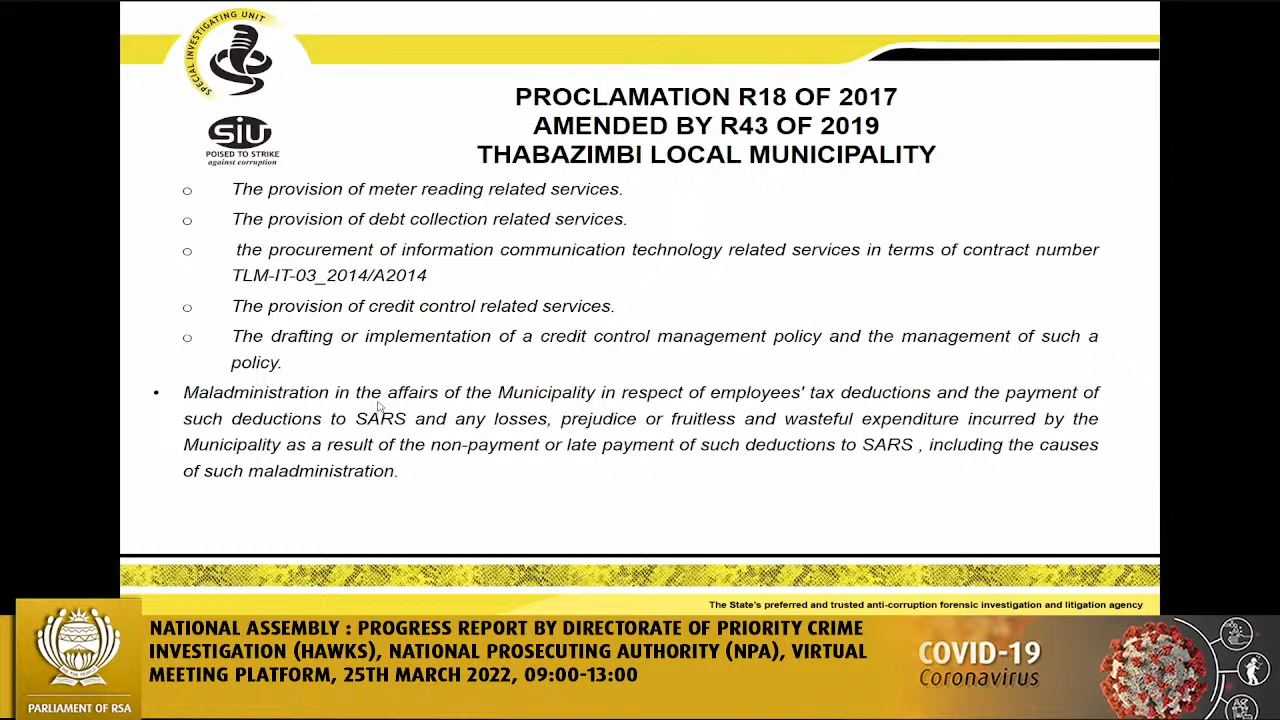 SPECIAL INVESTIGATING UNIT
SIU
POISED TO STRIKE
against corruption
PROCLAMATION R18 OF 2017
AMENDED BY R43 OF 2019
THABAZIMBI LOCAL MUNICIPALITY
o The provision of meter reading related services.
o The provision of debt collection related services.
o the procurement of information communication technology related services in terms of contract number
TLM-IT-03_2014/A2014
o The provision of credit control related services.
o The drafting or implementation of a credit control management policy and the management of such a
policy.
• Maladministration in the affairs of the Municipality in respect of employees' tax deductions and the payment of
such deductions to SARS and any losses, prejudice or fruitless and wasteful expenditure incurred by the
Municipality as a result of the non-payment or late payment of such deductions to SARS , including the causes
of such maladministration.
The State's preferred and trusted anti-corruption forensic investigation and litigation agency
PARLIAMENT OF RSA
NATIONAL ASSEMBLY : PROGRESS REPORT BY DIRECTORATE OF PRIORITY CRIME
INVESTIGATION (HAWKS), NATIONAL PROSECUTING AUTHORITY (NPA), VIRTUAL
MEETING PLATFORM, 25TH MARCH 2022, 09:00-13:00
COVID-19
Coronavirus